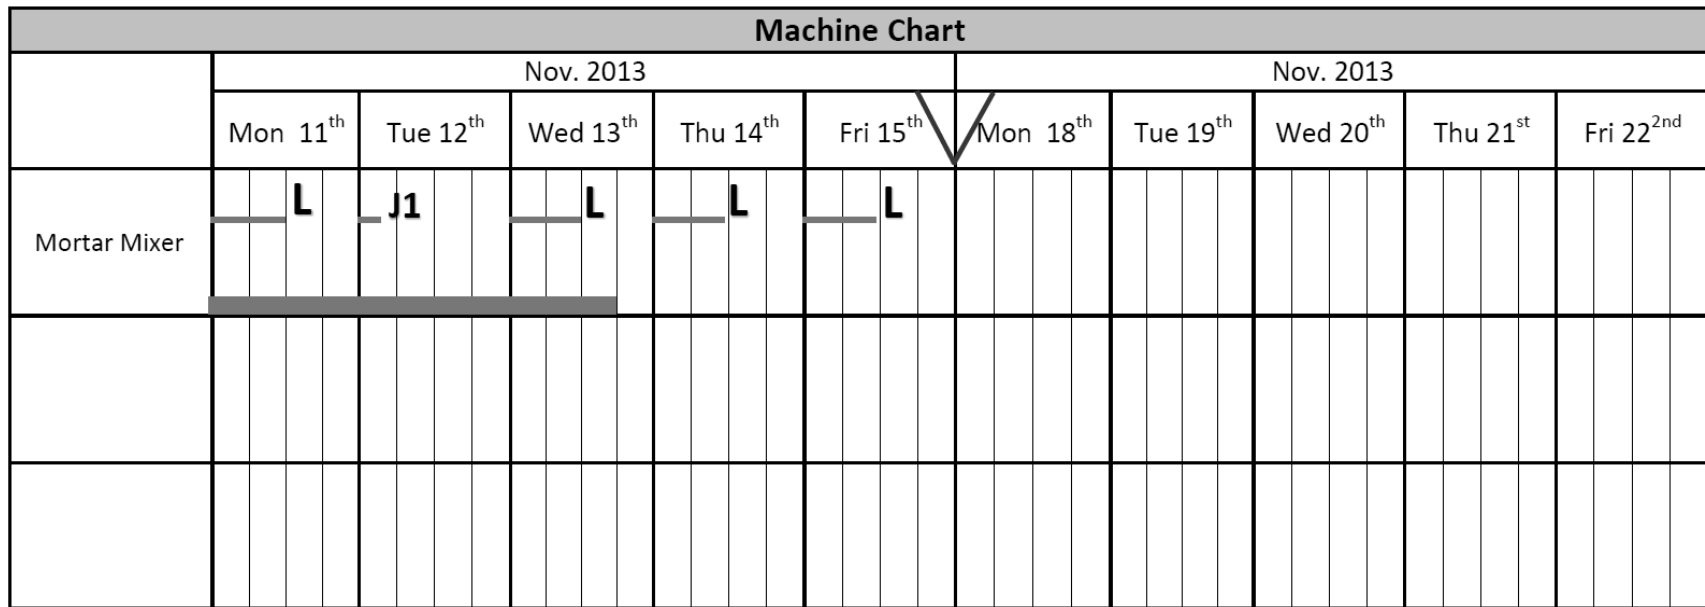 Machine Chart
Nov. 2013 Nov. 2013
Mon 11th Tue 12th Wed 13th Thu 14th Fri 15th Mon 18th Tue 19th Wed 20th Thu 21st Fri 222nd
L J1 L L L
Mortar Mixer